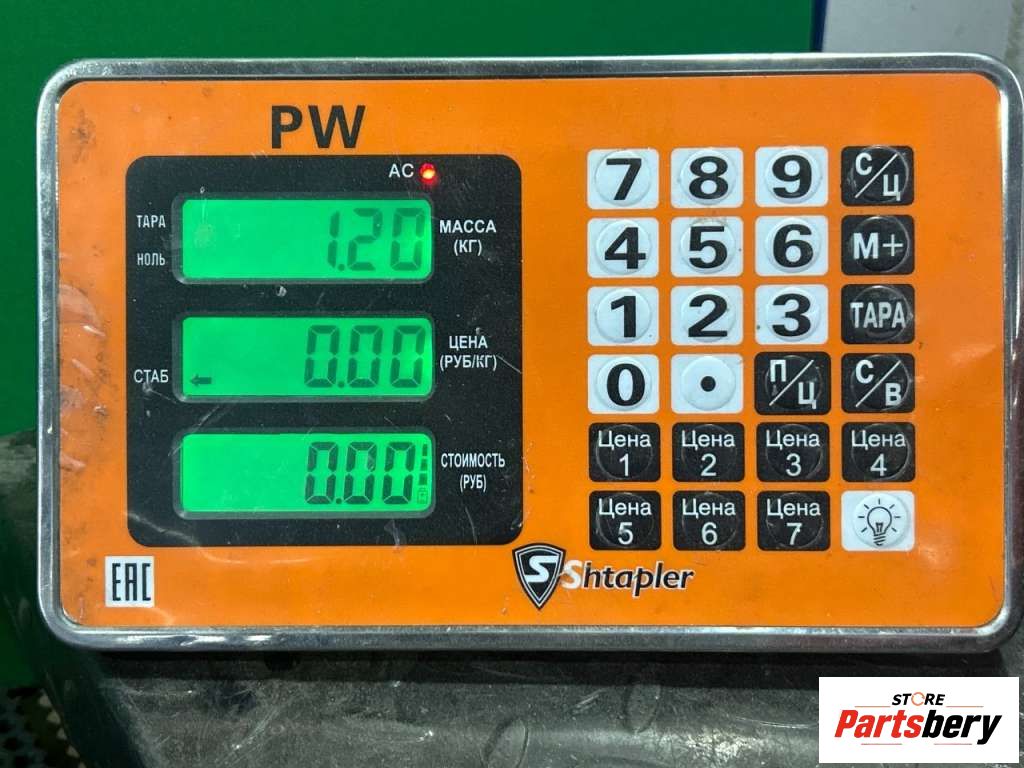 PW
AC
ТАРА
НОЛЬ
1.20
МАССА
(КГ)
СТАБ
0.00
ЦЕНА
(РУБ/КГ)
0.00
СТОИМОСТЬ
(РУБ)
7 8 9 С/Ц
4 5 6 М+
1 2 3 ТАРА
0 • П/Ц С/В
Цена 1 Цена 2 Цена 3 Цена 4
Цена 5 Цена 6 Цена 7
EAC
S Shtapler
STORE
Partsbery